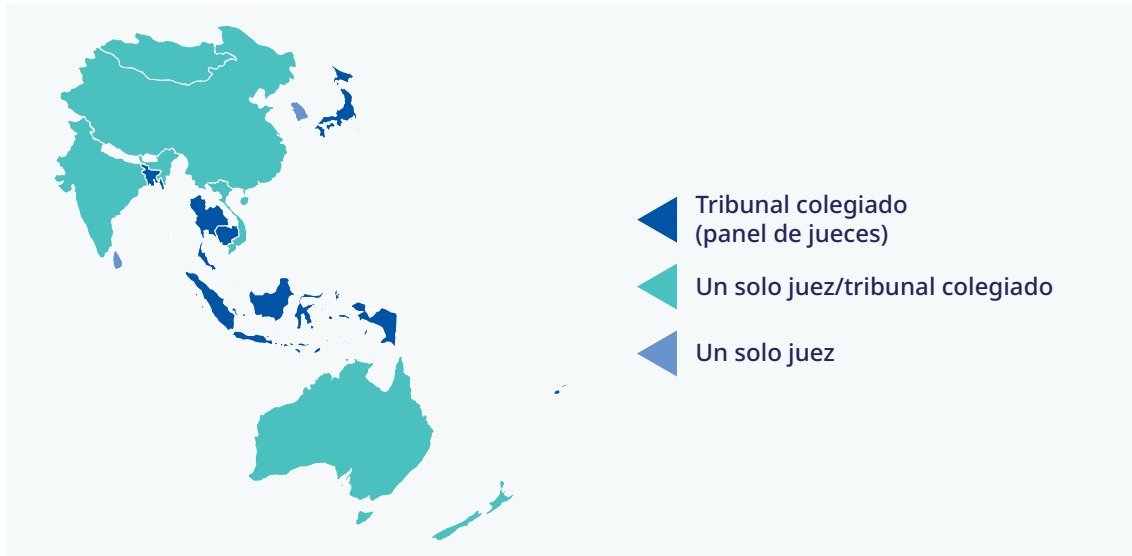 Tribunal colegiado
(panel de jueces)
Un solo juez/tribunal colegiado
Un solo juez